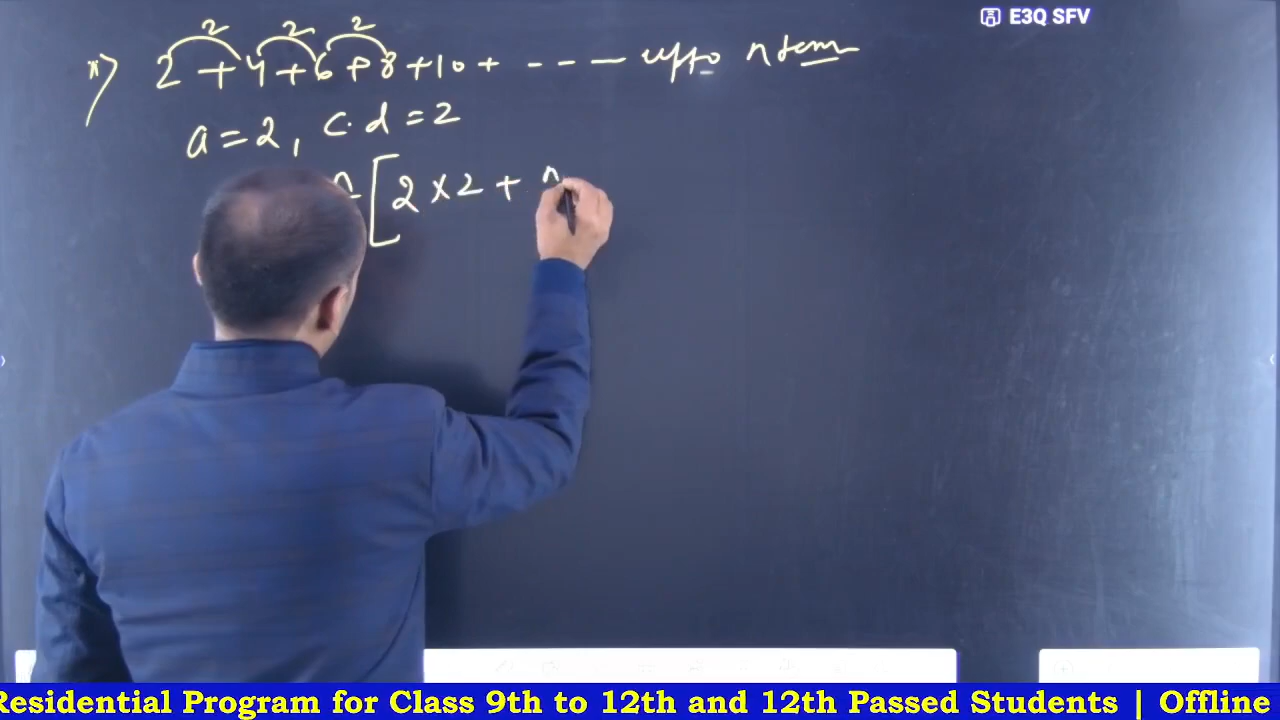 E3Q SFV
2 2 2
*) 2 + 4 + 6 + 8 + 10 + - - - upto n term
a = 2, c.d = 2
n [2 × 2 + n
Residential Program for Class 9th to 12th and 12th Passed Students | Offline